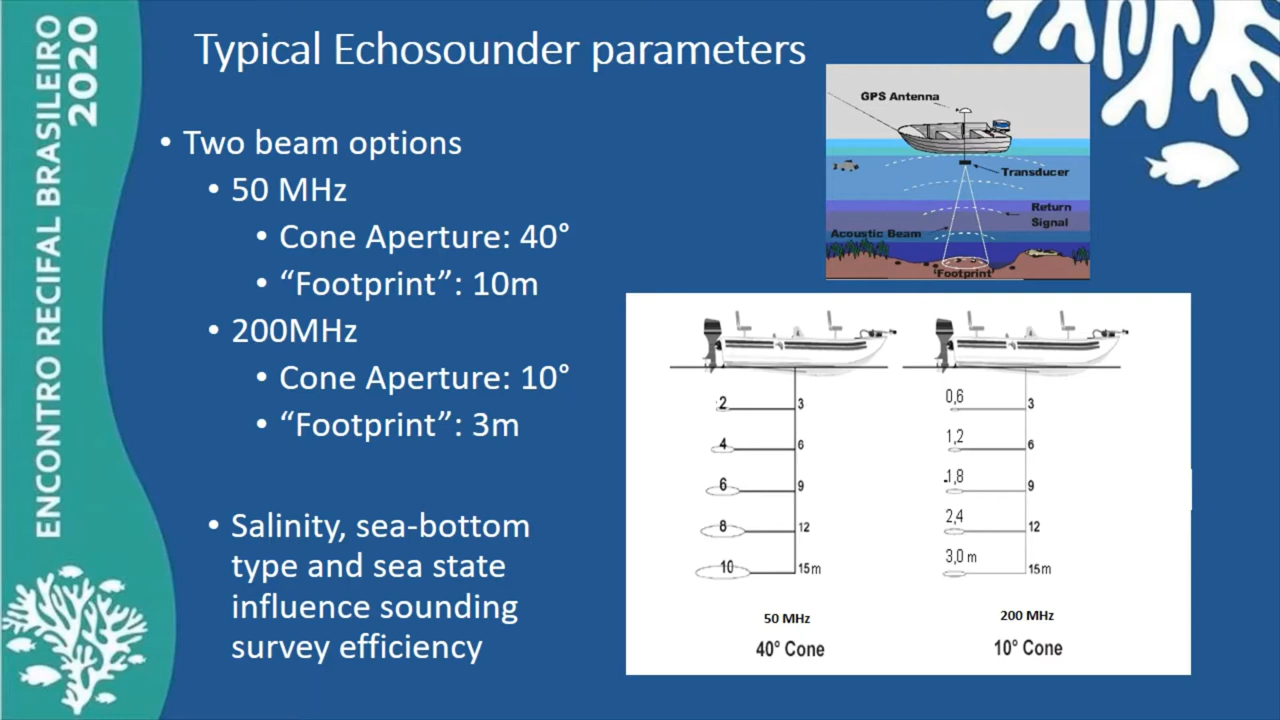 ENCONTRO RECIFAL BRASILEIRO
2020
Typical Echosounder parameters
• Two beam options
• 50 MHz
• Cone Aperture: 40°
• “Footprint”: 10m
• 200MHz
• Cone Aperture: 10°
• “Footprint”: 3m
• Salinity, sea-bottom
type and sea state
influence sounding
survey efficiency
GPS Antenna
Transducer
Return
Signal
Acoustic Beam
'Footprint'
2 3
4 6
6 9
8 12
10 15m
50 MHz
40° Cone
0,6 3
1,2 6
1,8 9
2,4 12
3,0 m 15m
200 MHz
10° Cone